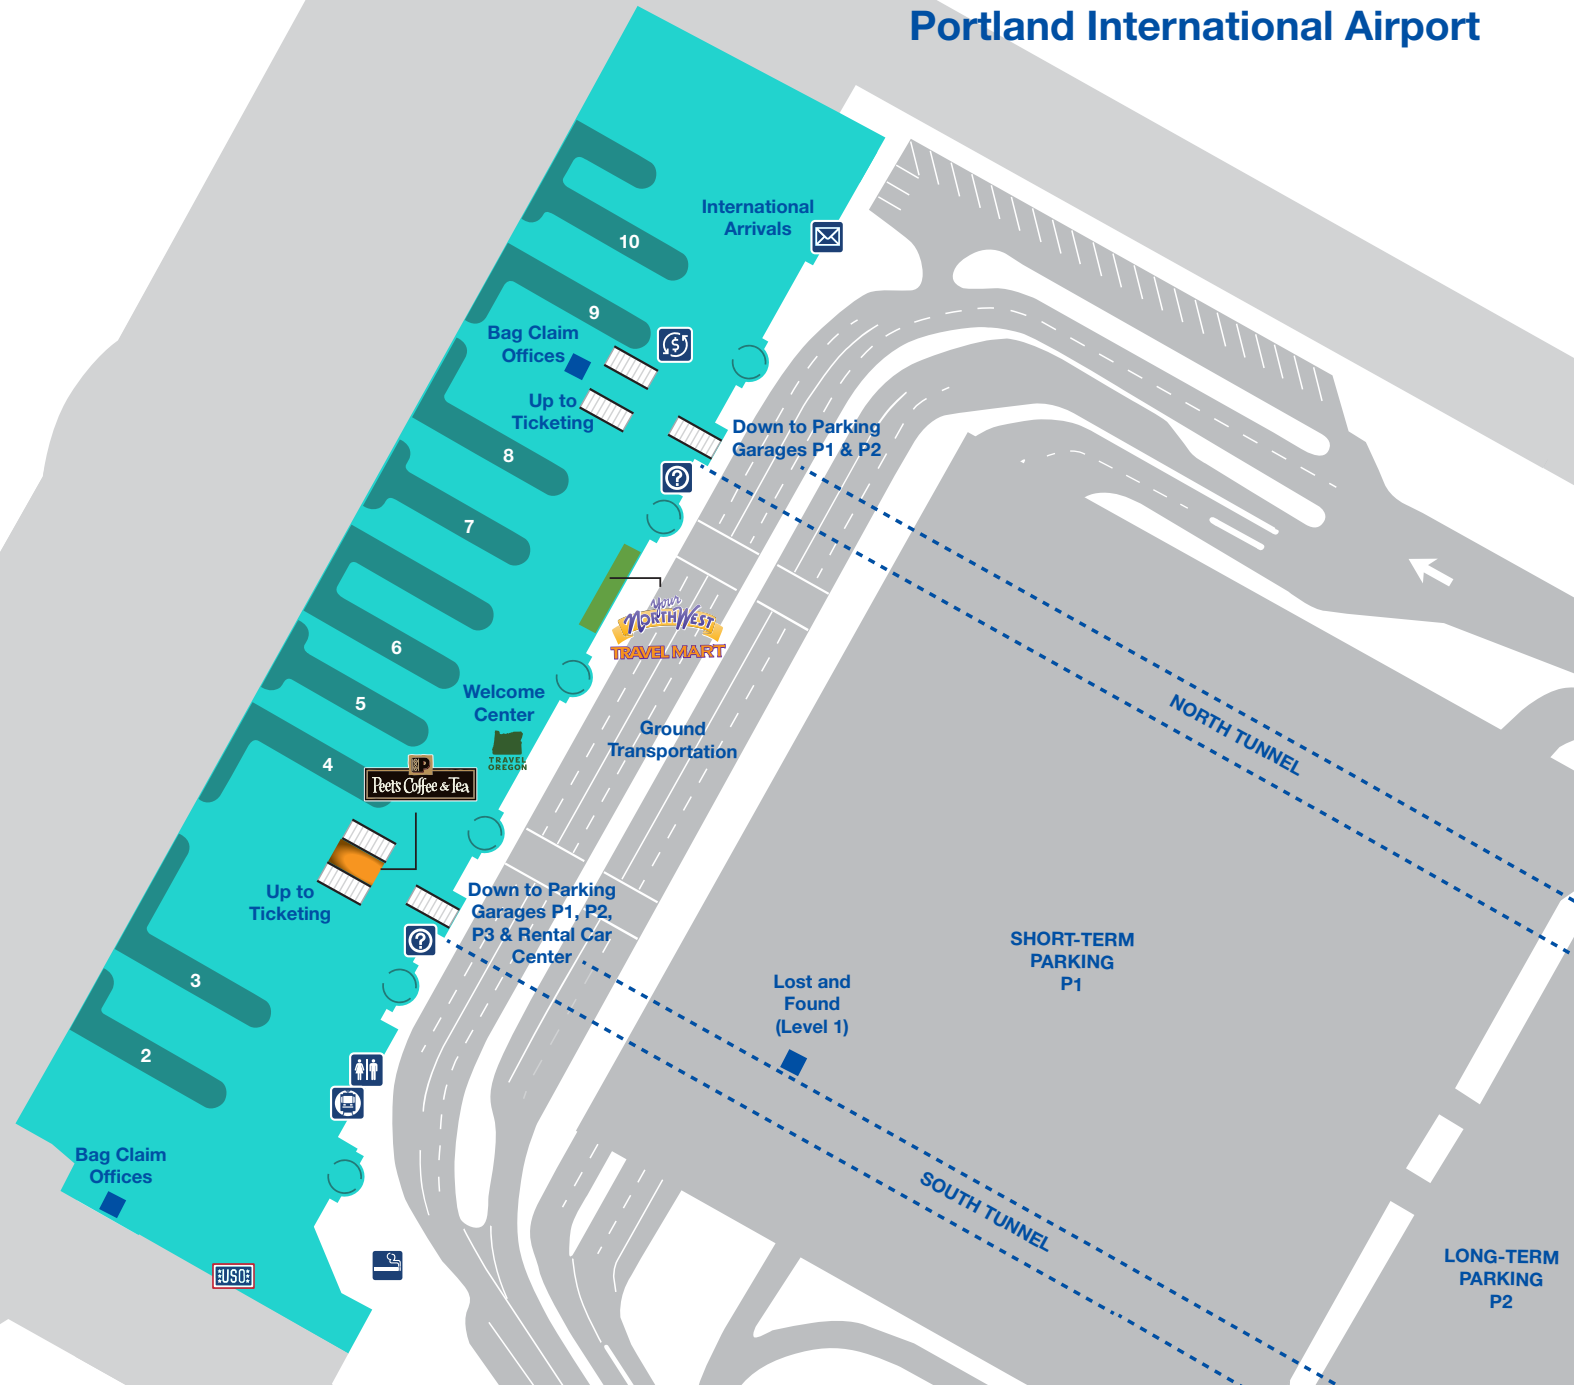 Portland International Airport
International
Arrivals
10
9
Bag Claim
Offices
$
Up to
Ticketing
Down to Parking
Garages P1 & P2
8
?
7
your
NORTHWEST
TRAVEL MART
6
5
Welcome
Center
TRAVEL
OREGON
Ground
Transportation
NORTH TUNNEL
4
P
Peet's Coffee & Tea
Up to
Ticketing
Down to Parking
Garages P1, P2,
P3 & Rental Car
Center
?
SHORT-TERM
PARKING
P1
3
Lost and
Found
(Level 1)
2
Bag Claim
Offices
SOUTH TUNNEL
USO
LONG-TERM
PARKING
P2